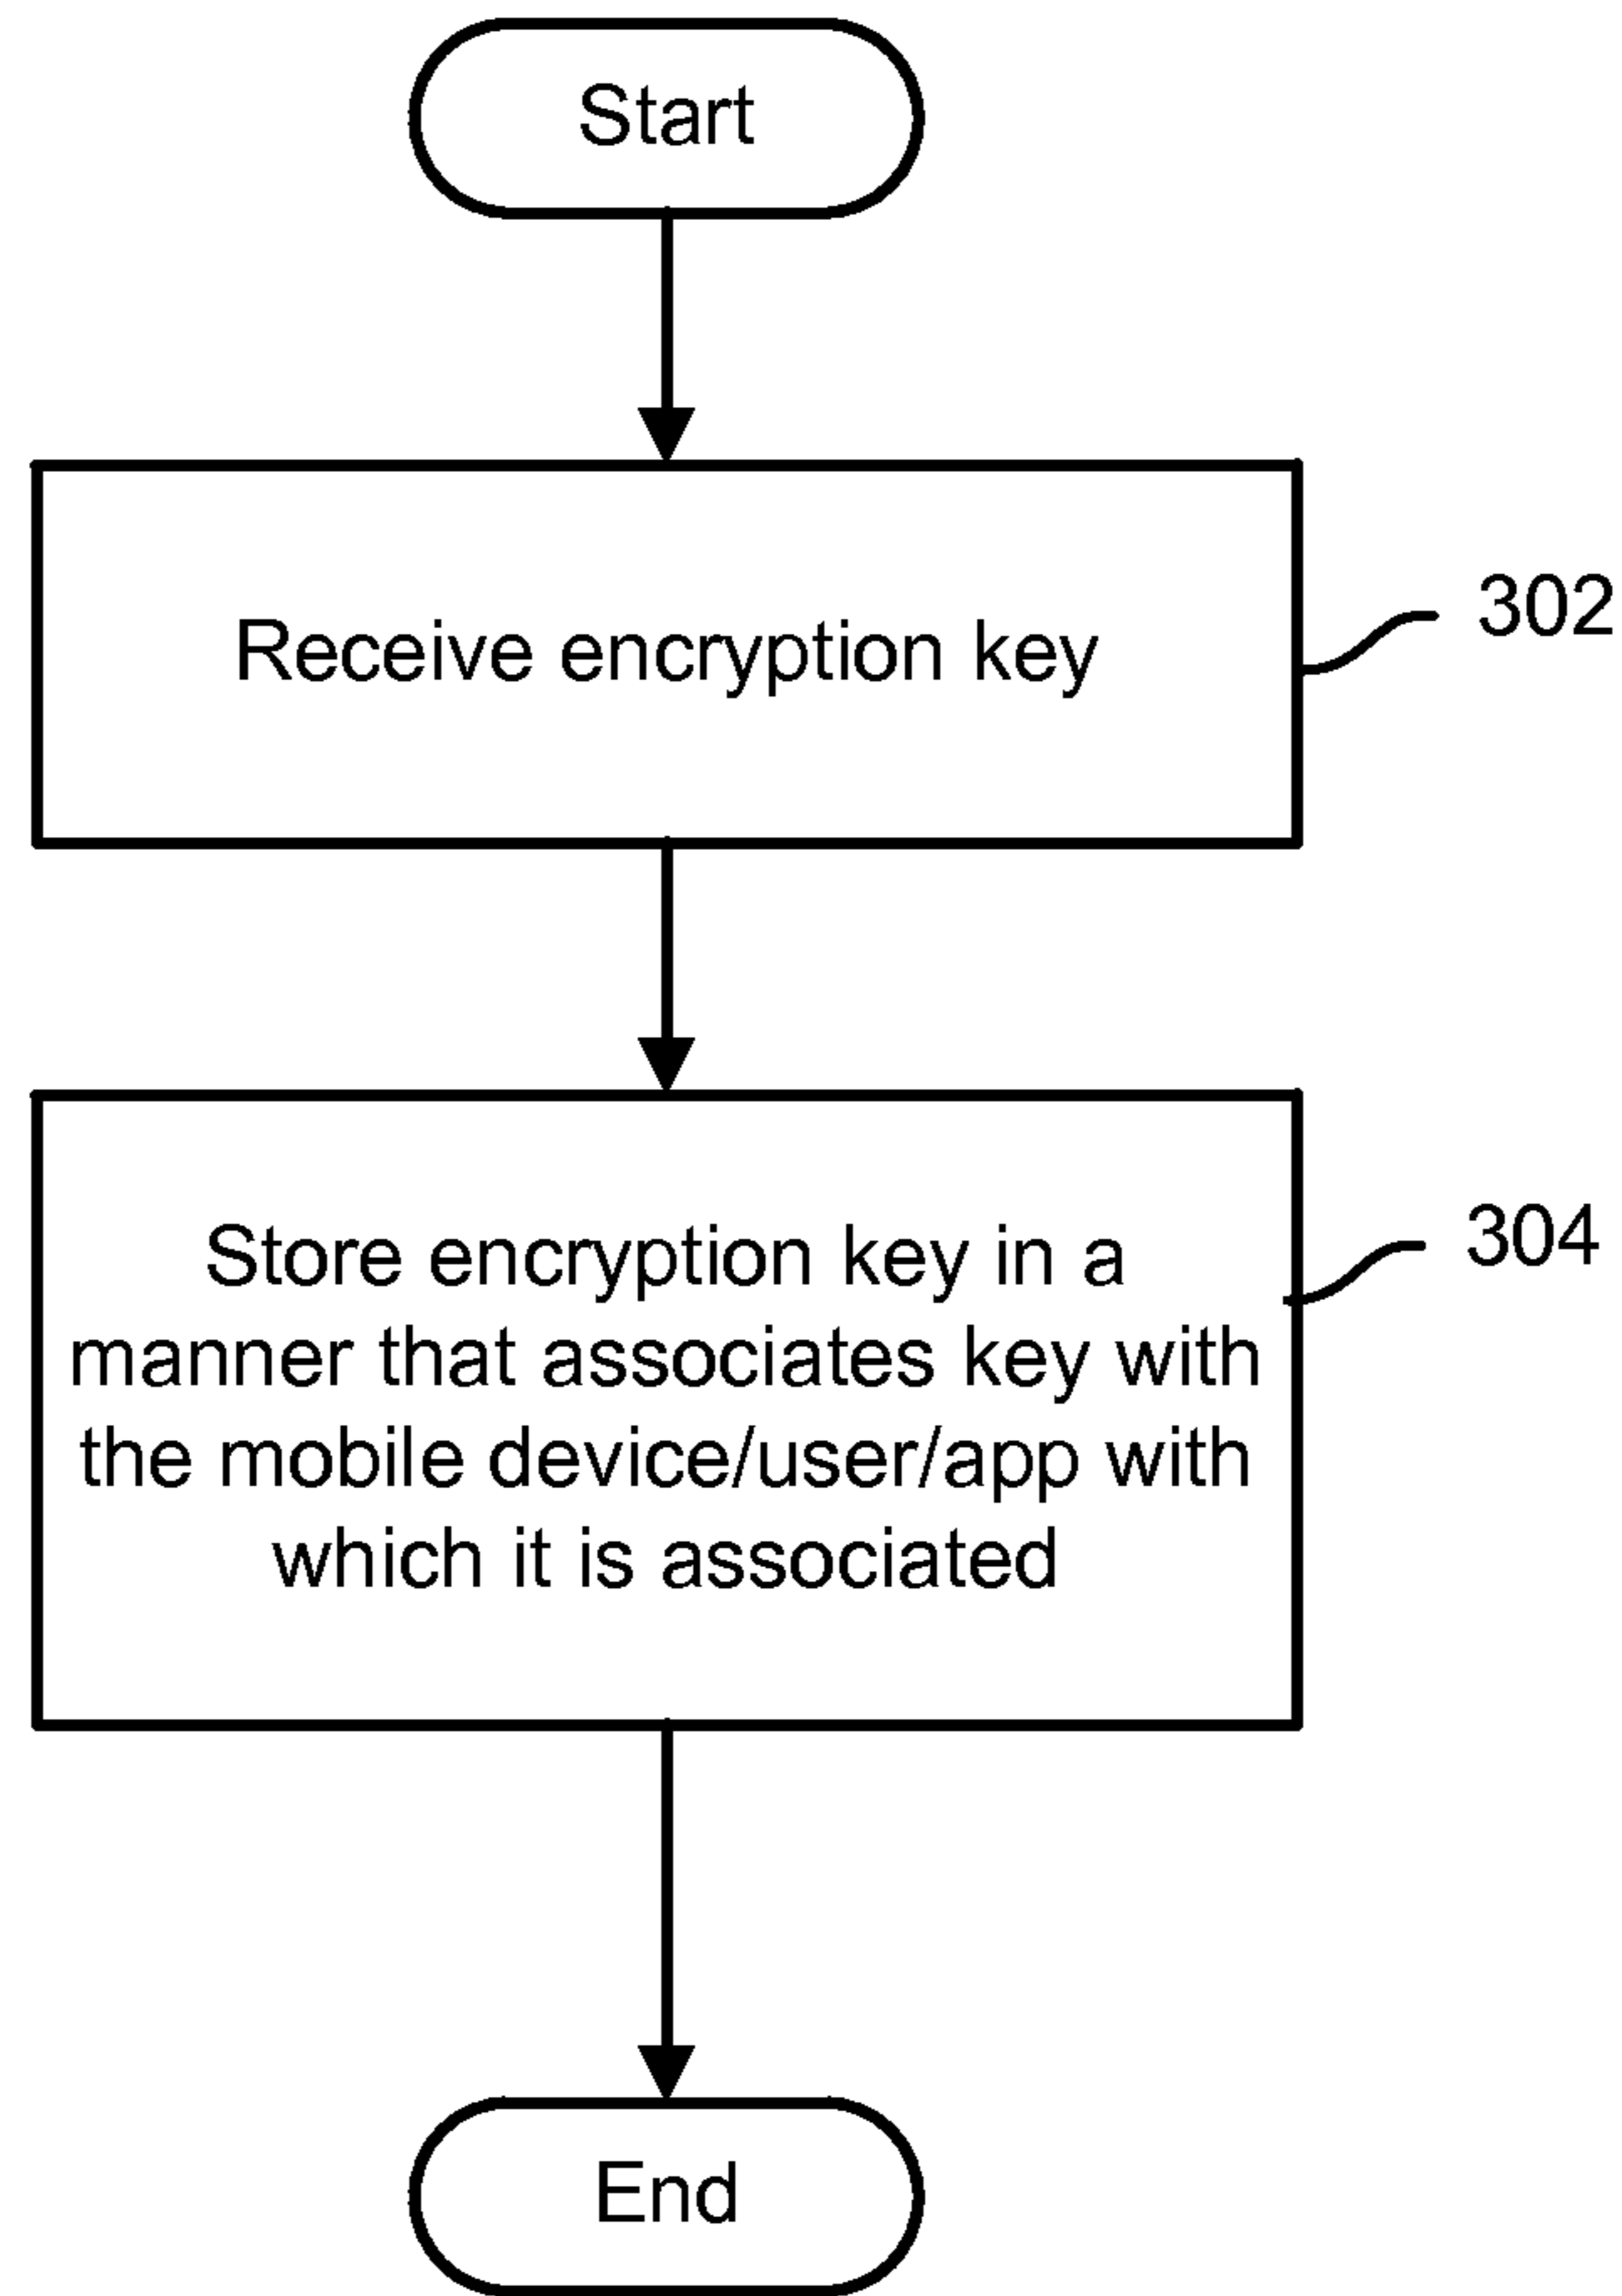 Start
Receive encryption key
302
Store encryption key in a
manner that associates key with
the mobile device/user/app with
which it is associated
304
End